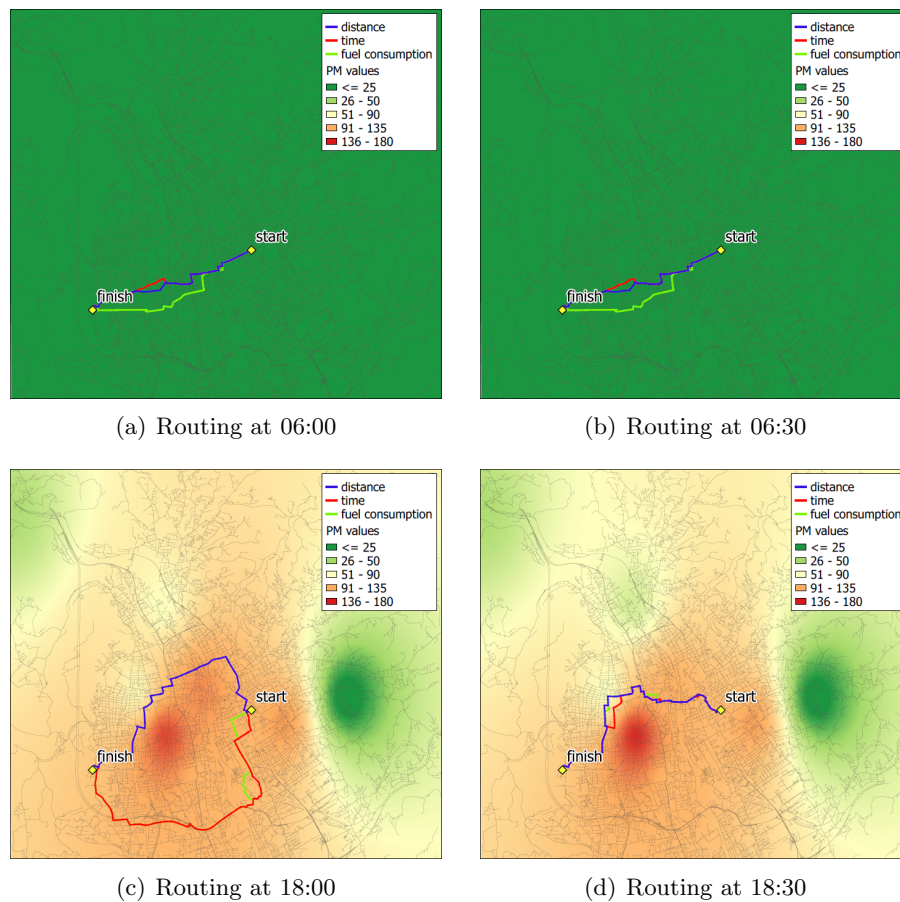 distance
time
fuel consumption
PM values
<= 25
26 - 50
51 - 90
91 - 135
136 - 180
start
finish
(a) Routing at 06:00
distance
time
fuel consumption
PM values
<= 25
26 - 50
51 - 90
91 - 135
136 - 180
start
finish
(b) Routing at 06:30
distance
time
fuel consumption
PM values
<= 25
26 - 50
51 - 90
91 - 135
136 - 180
start
finish
(c) Routing at 18:00
distance
time
fuel consumption
PM values
<= 25
26 - 50
51 - 90
91 - 135
136 - 180
start
finish
(d) Routing at 18:30